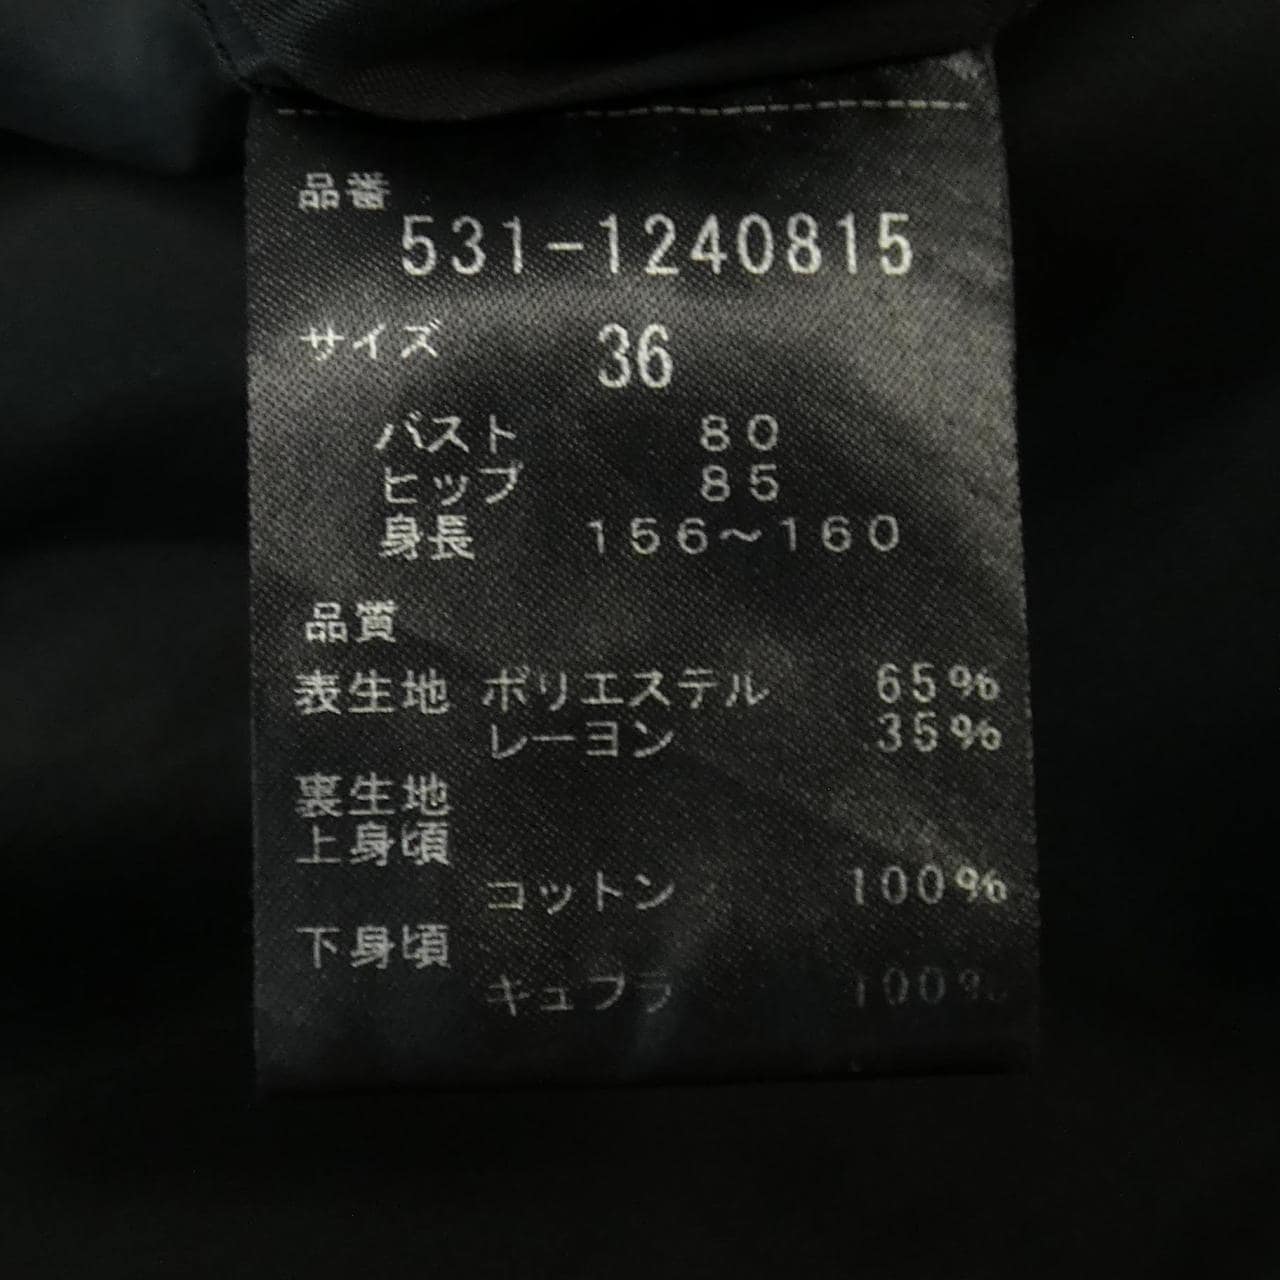 品番
531-1240815
サイズ 36
バスト 80
ヒップ 85
身長 156～160
品質
表生地 ポリエステル 65%
レーヨン 35%
裏生地
上身頃
コットン 100%
下身頃
キュプラ 100%